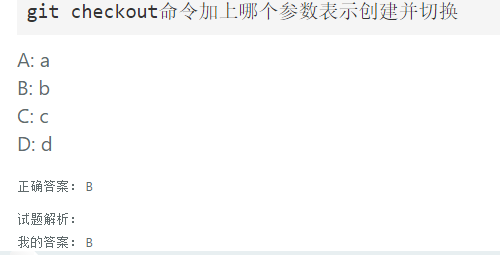 git checkout命令加上哪个参数表示创建并切换
A: a
B: b
C: c
D: d
正确答案: B
试题解析:
我的答案: B